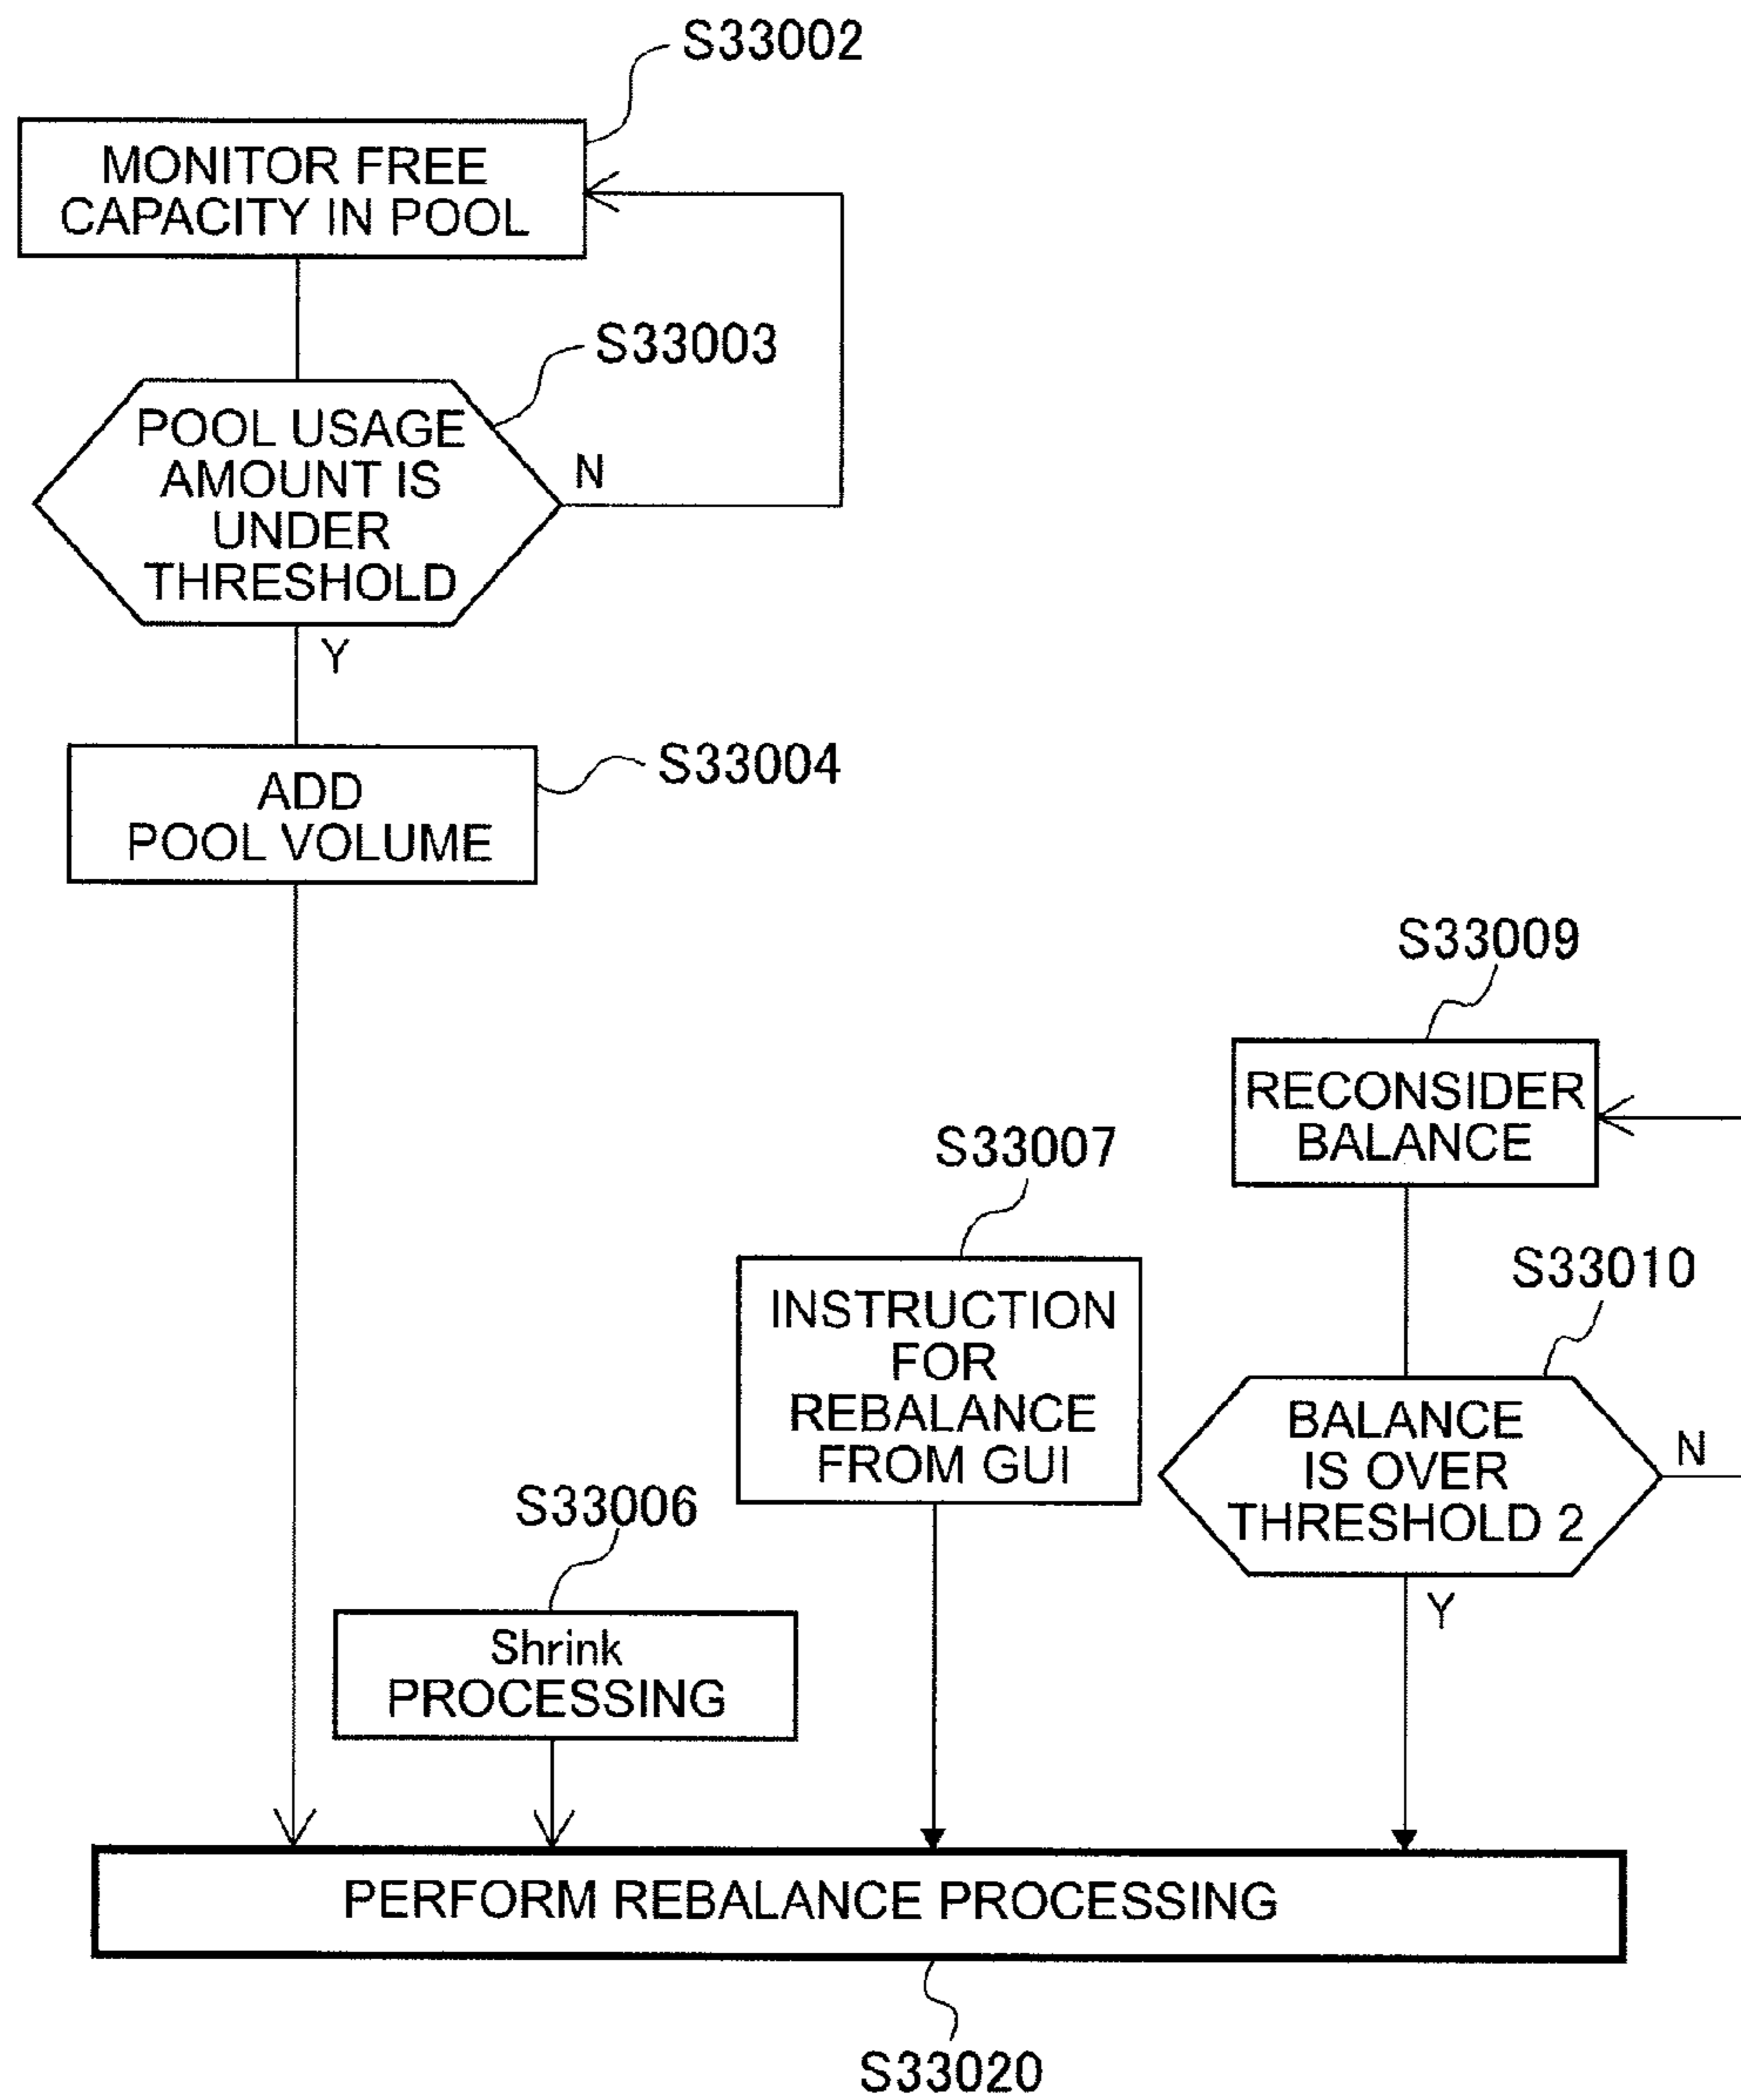 S33002
MONITOR FREE
CAPACITY IN POOL
S33003
POOL USAGE
AMOUNT IS
UNDER
THRESHOLD
N
Y
S33004
ADD
POOL VOLUME
S33009
RECONSIDER
BALANCE
S33007
INSTRUCTION
FOR
REBALANCE
FROM GUI
S33010
BALANCE
IS OVER
THRESHOLD 2
N
Y
S33006
Shrink
PROCESSING
PERFORM REBALANCE PROCESSING
S33020